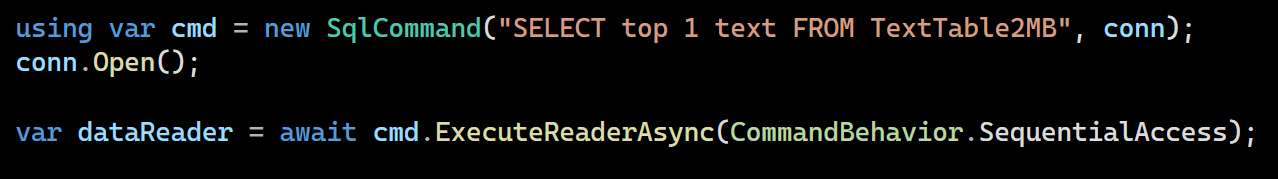 using var cmd = new SqlCommand("SELECT top 1 text FROM TextTable2MB", conn);
conn.Open();
var dataReader = await cmd.ExecuteReaderAsync(CommandBehavior.SequentialAccess);